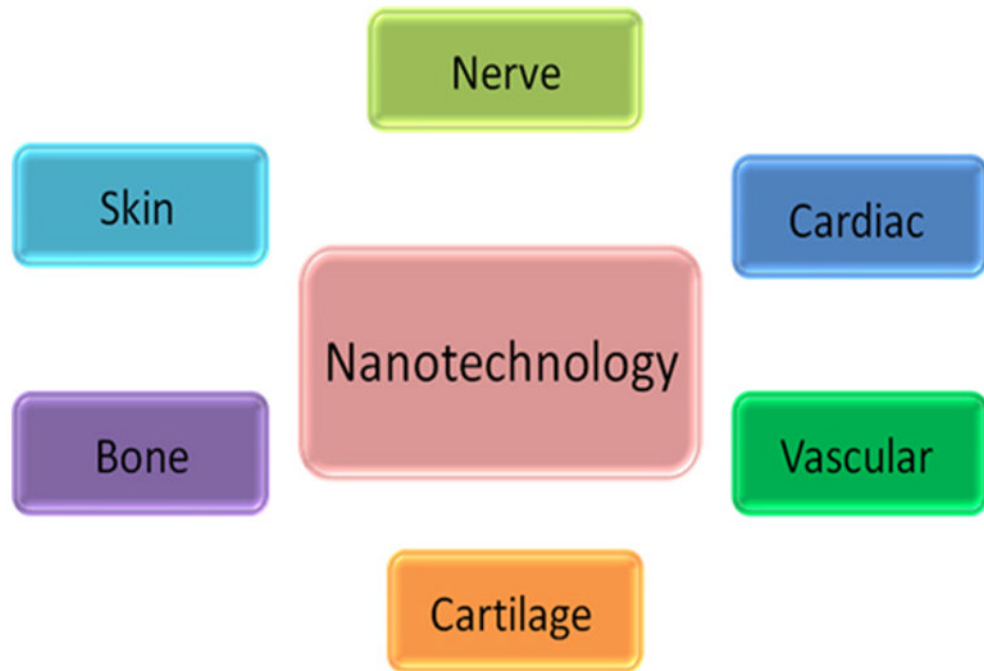 Nerve
Skin
Cardiac
Nanotechnology
Bone
Vascular
Cartilage